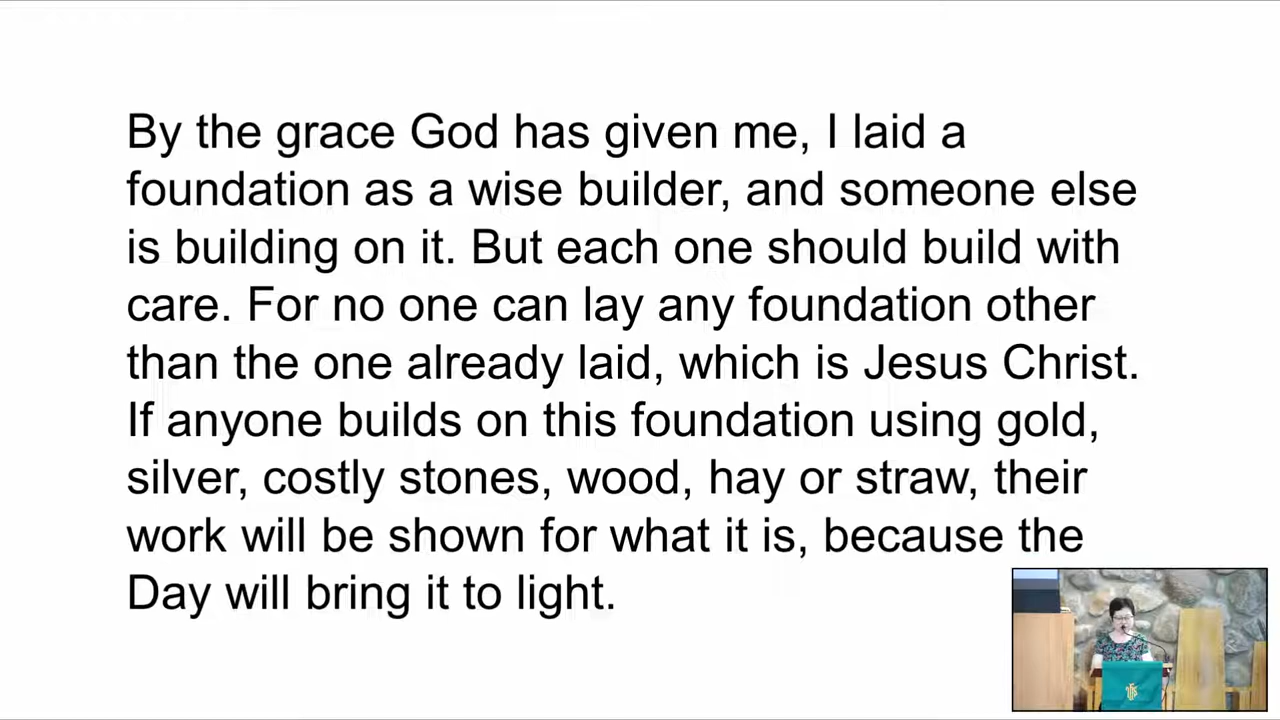 By the grace God has given me, I laid a
foundation as a wise builder, and someone else
is building on it. But each one should build with
care. For no one can lay any foundation other
than the one already laid, which is Jesus Christ.
If anyone builds on this foundation using gold,
silver, costly stones, wood, hay or straw, their
work will be shown for what it is, because the
Day will bring it to light.